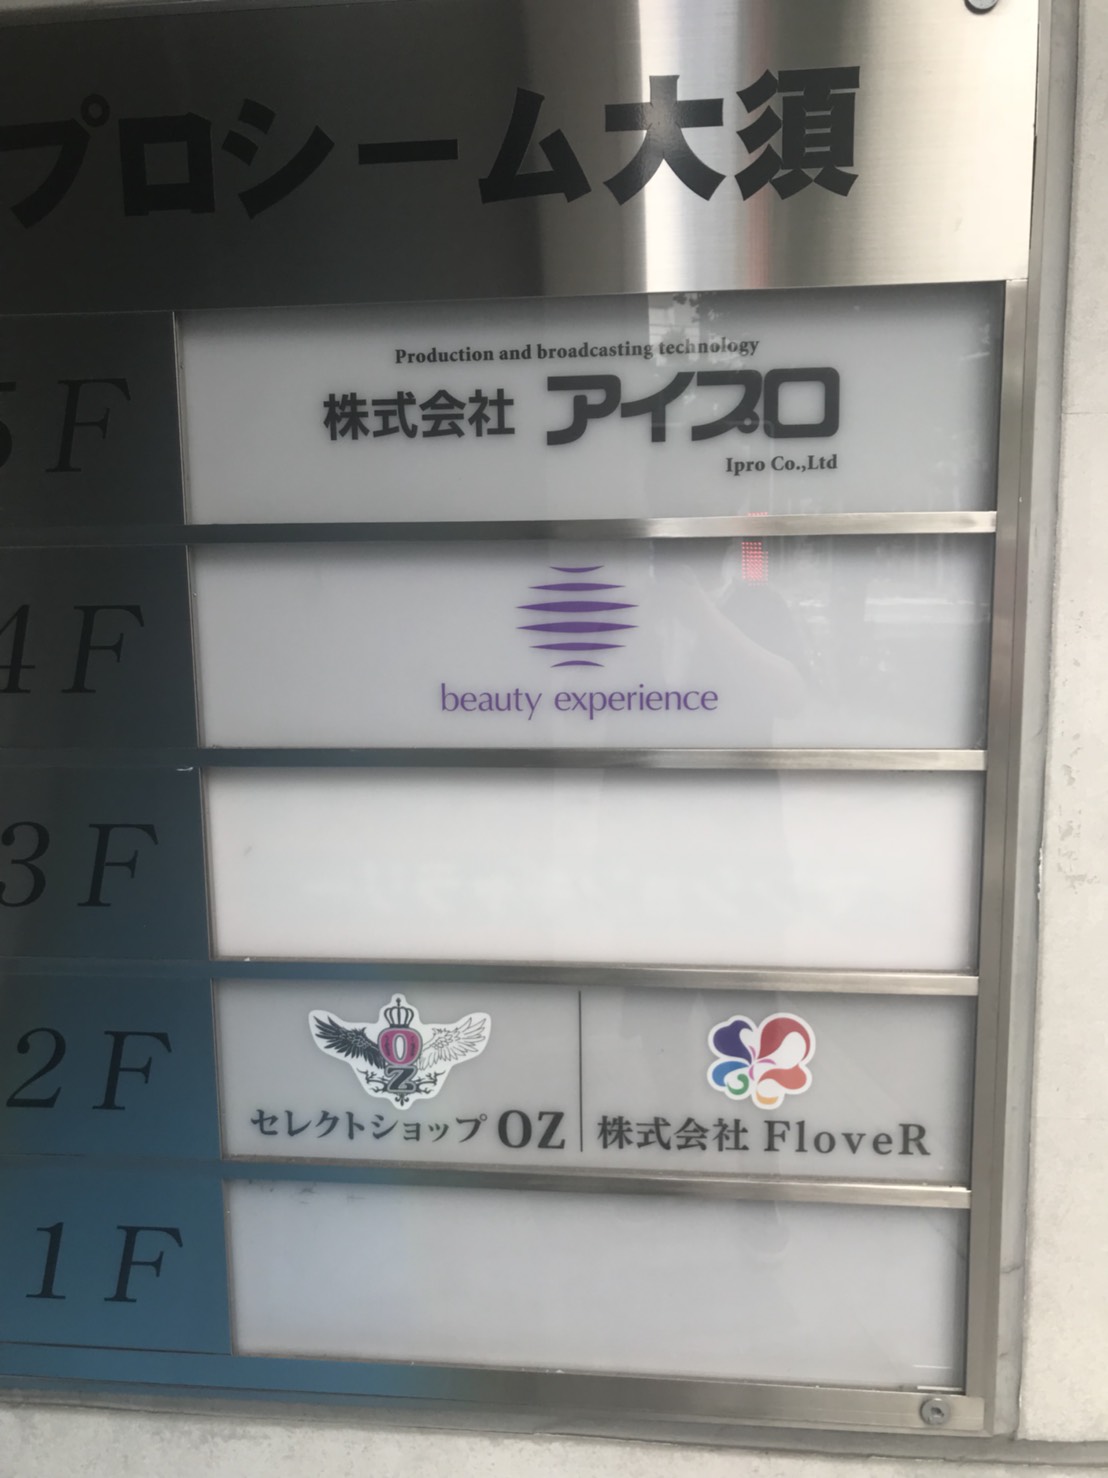 プロシーム大須
5F
Production and broadcasting technology
株式会社 アイプロ
Ipro Co.,Ltd
4F
beauty experience
3F
2F
OZ
セレクトショップ OZ
株式会社 FloveR
1F